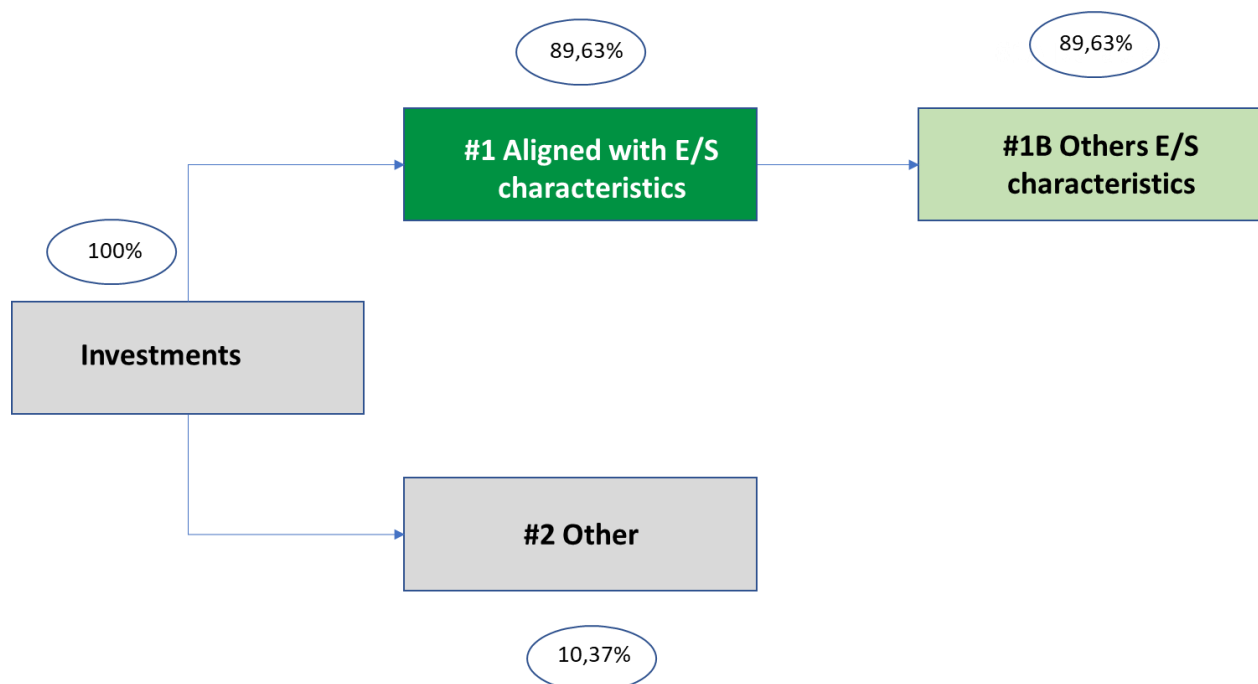 89,63%
89,63%
#1 Aligned with E/S
characteristics
#1B Others E/S
characteristics
100%
Investments
#2 Other
10,37%